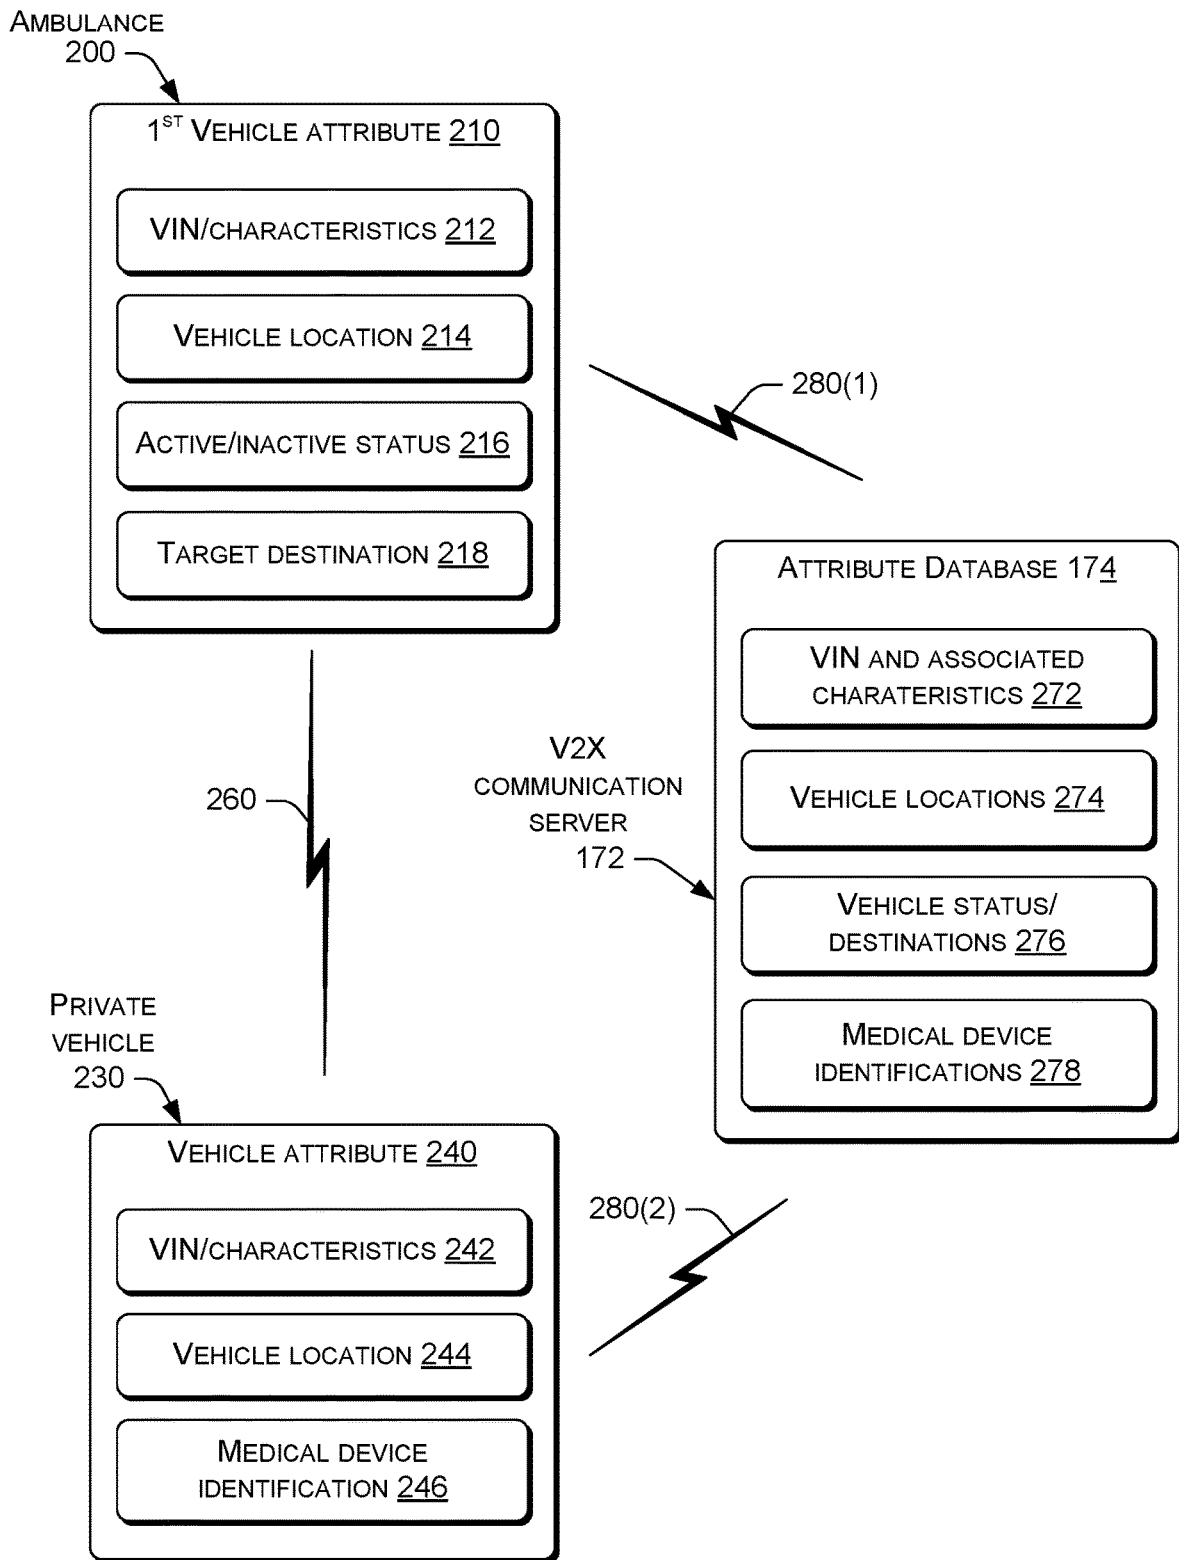 AMBULANCE
200
1ST VEHICLE ATTRIBUTE 210
VIN/CHARACTERISTICS 212
VEHICLE LOCATION 214
ACTIVE/INACTIVE STATUS 216
TARGET DESTINATION 218
280(1)
ATTRIBUTE DATABASE 174
VIN AND ASSOCIATED
CHARATERISTICS 272
VEHICLE LOCATIONS 274
VEHICLE STATUS/
DESTINATIONS 276
MEDICAL DEVICE
IDENTIFICATIONS 278
V2X
COMMUNICATION
SERVER
172
260
PRIVATE
VEHICLE
230
VEHICLE ATTRIBUTE 240
VIN/CHARACTERISTICS 242
VEHICLE LOCATION 244
MEDICAL DEVICE
IDENTIFICATION 246
280(2)